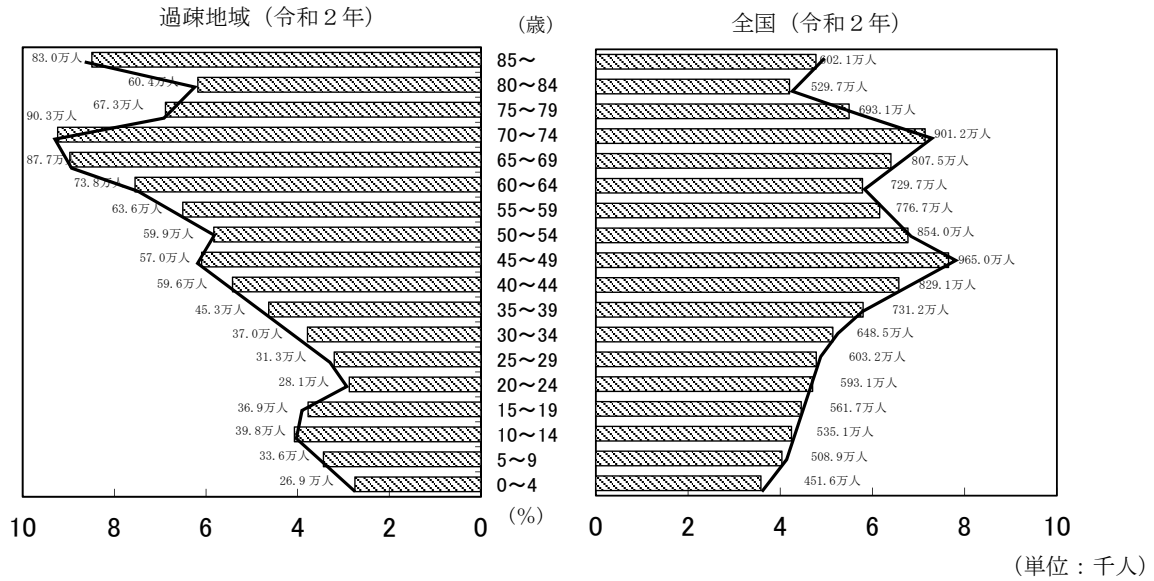 過疎地域（令和２年）
（歳）
全国（令和２年）
83.0万人
85～
602.1万人
60.4万人
80～84
529.7万人
67.3万人
75～79
693.1万人
90.3万人
70～74
901.2万人
87.7万人
65～69
807.5万人
73.8万人
60～64
729.7万人
63.6万人
55～59
776.7万人
59.9万人
50～54
854.0万人
57.0万人
45～49
965.0万人
59.6万人
40～44
829.1万人
45.3万人
35～39
731.2万人
37.0万人
30～34
648.5万人
31.3万人
25～29
603.2万人
28.1万人
20～24
593.1万人
36.9万人
15～19
561.7万人
39.8万人
10～14
535.1万人
33.6万人
5～9
508.9万人
26.9万人
0～4
451.6万人
10 8 6 4 2 0
（%）
0 2 4 6 8 10
（単位：千人）